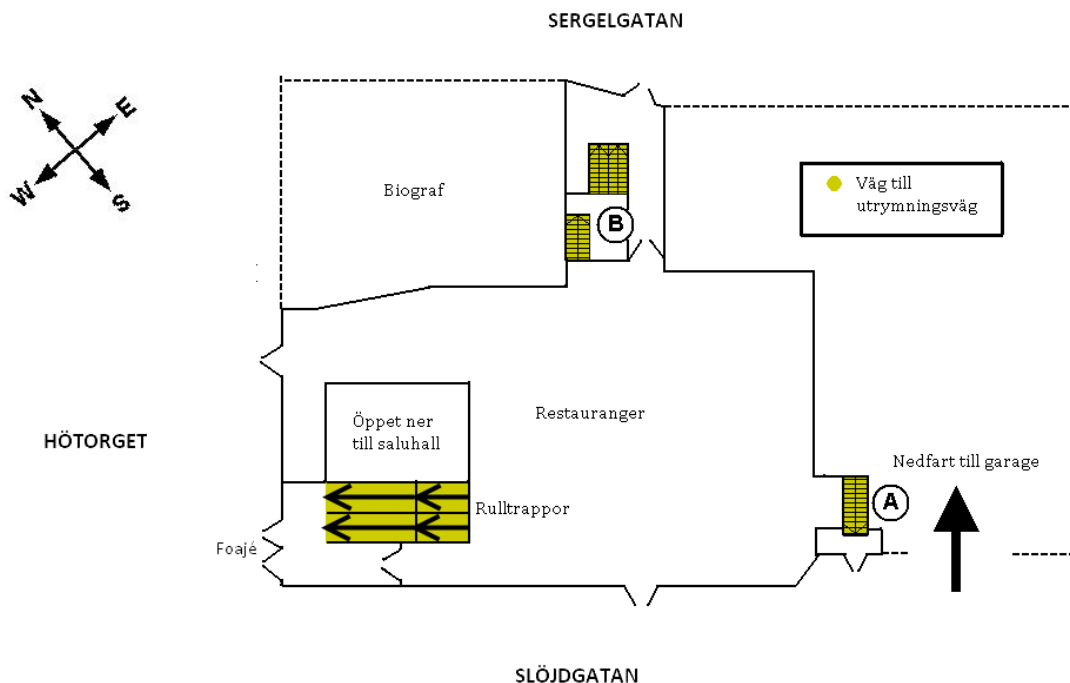 SERGELGATAN
N
E
W
S
Biograf
Väg till
utrymningsväg
B
Öppet ner
till saluhall
Restauranger
HÖTORGET
Nedfart till garage
Rulltrappor
A
Foajé
SLÖJDGATAN